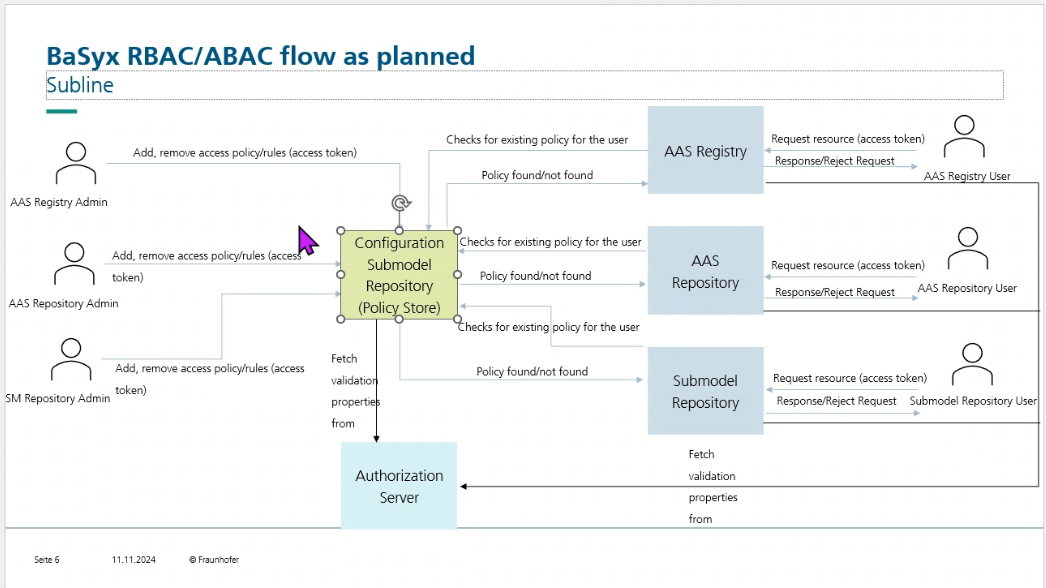 BaSyx RBAC/ABAC flow as planned
Subline
Add, remove access policy/rules (access token)
AAS Registry Admin
Add, remove access policy/rules (access
token)
AAS Repository Admin
Add, remove access policy/rules (access
token)
SM Repository Admin
Configuration
Submodel
Repository
(Policy Store)
Checks for existing policy for the user
Policy found/not found
AAS Registry
Request resource (access token)
Response/Reject Request
AAS Registry User
Checks for existing policy for the user
Policy found/not found
AAS
Repository
Request resource (access token)
Response/Reject Request
AAS Repository User
Checks for existing policy for the user
Policy found/not found
Submodel
Repository
Request resource (access token)
Response/Reject Request
Submodel Repository User
Fetch
validation
properties
from
Authorization
Server
Fetch
validation
properties
from
Seite 6
11.11.2024
© Fraunhofer